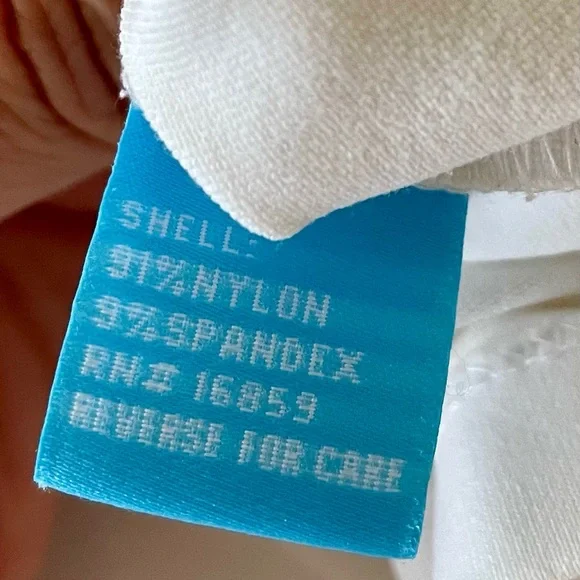 SHELL:
91%NYLON
9%SPANDEX
RN# 16859
REVERSE FOR CARE